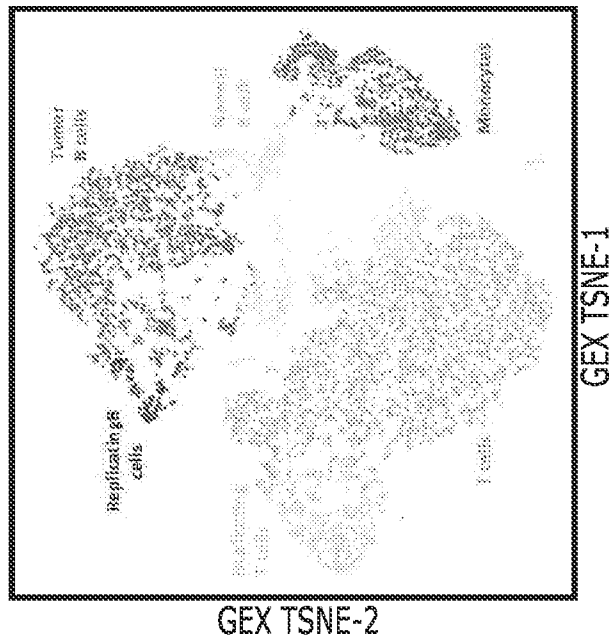 Tumor
B cells
Monocytes
Replicating B
cells
T cells
GEX TSNE-1
GEX TSNE-2